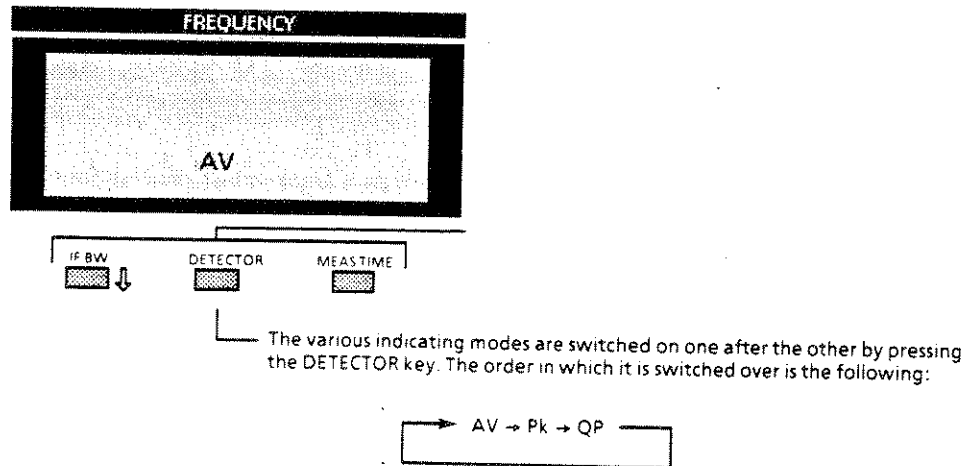 FREQUENCY
AV
IF BW ⇩ DETECTOR MEAS TIME
The various indicating modes are switched on one after the other by pressing
the DETECTOR key. The order in which it is switched over is the following:
AV → Pk → QP